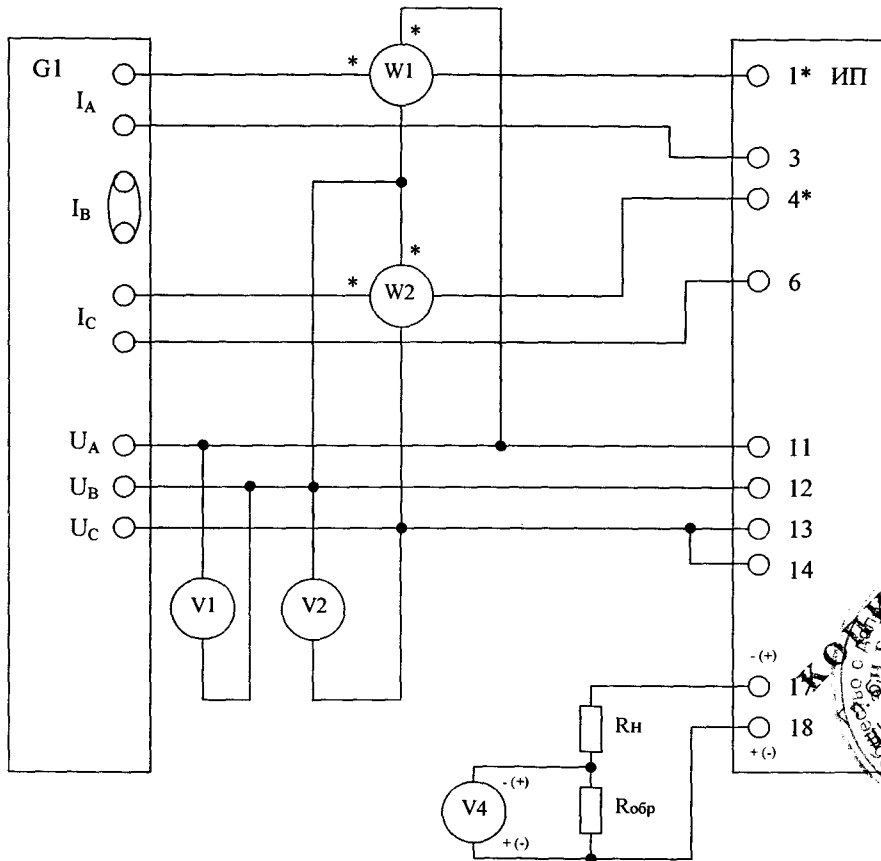 G1
I_A
I_B
I_C
U_A
U_B
U_C
*
*
W1
*
*
W2
V1
V2
V4
- (+)
+ (-)
Rн
Rобр
1* ИП
3
4*
6
11
12
13
14
- (+)
17
18
+ (-)